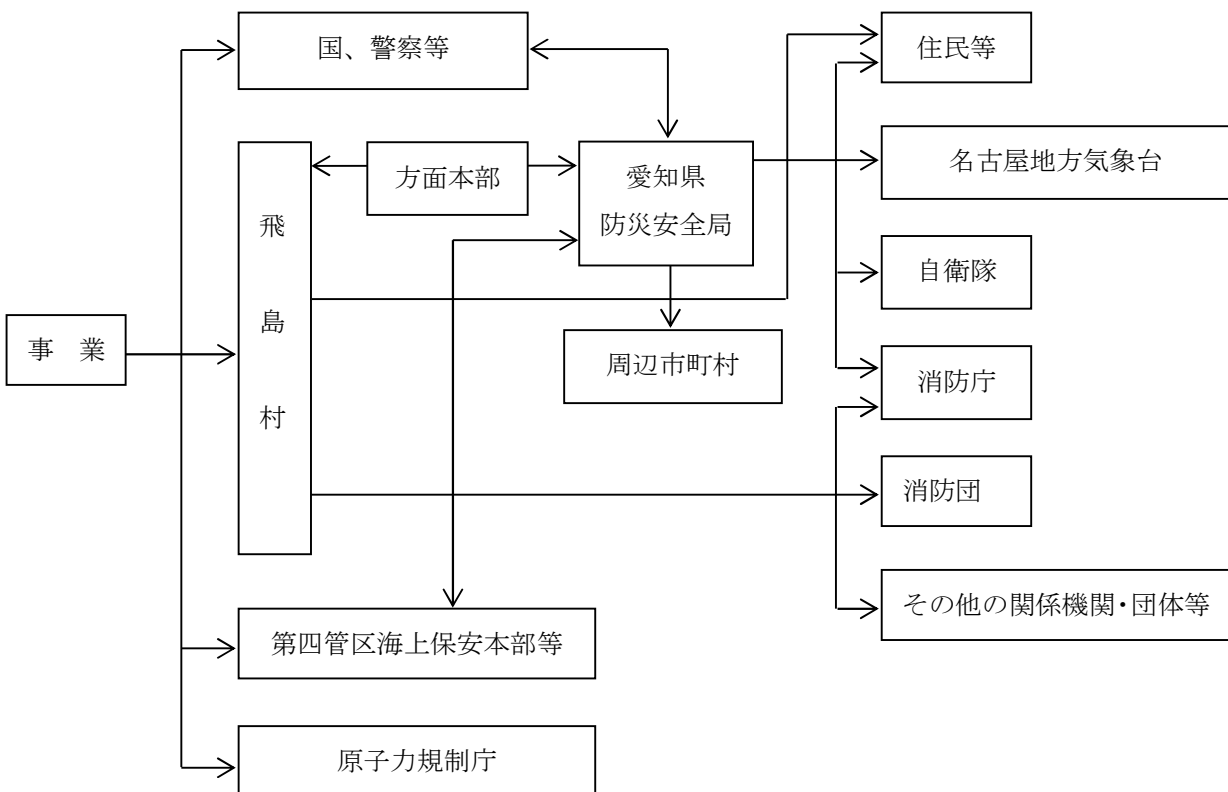 国、警察等
住民等
方面本部
愛知県
防災安全局
名古屋地方気象台
飛
島
村
自衛隊
事　業
周辺市町村
消防庁
消防団
第四管区海上保安本部等
その他の関係機関・団体等
原子力規制庁